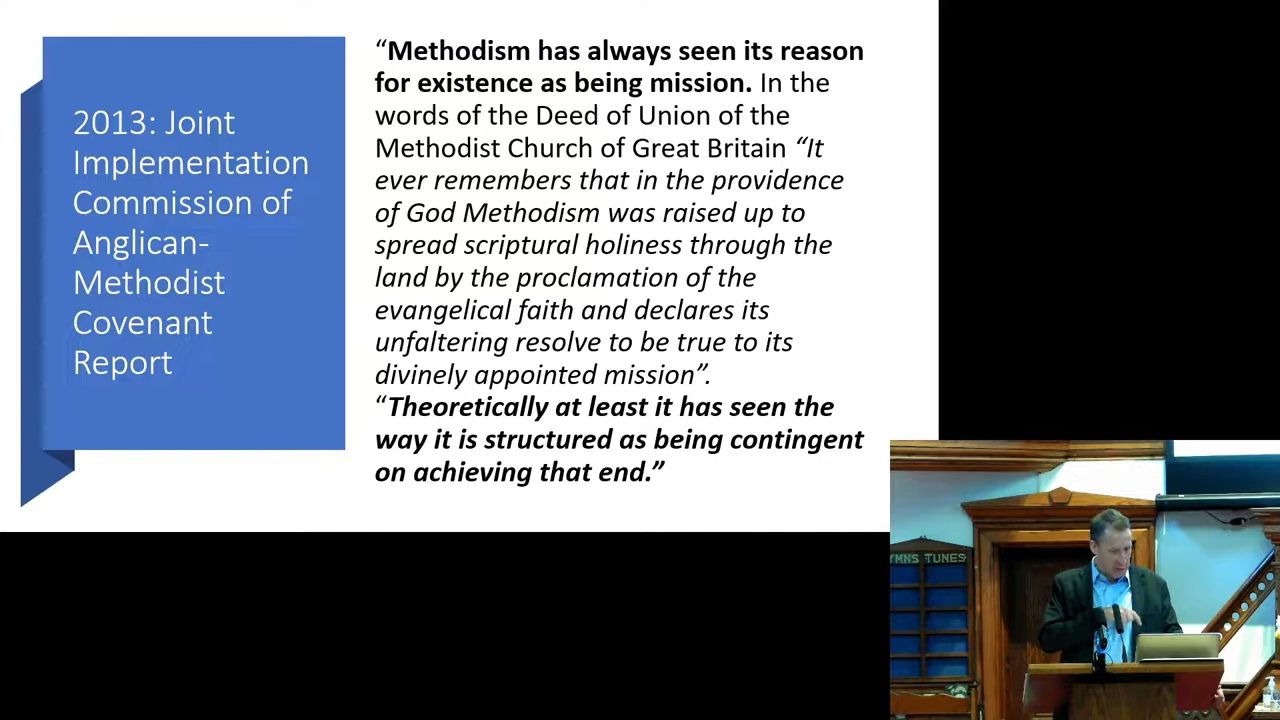 2013: Joint
Implementation
Commission of
Anglican-
Methodist
Covenant
Report
“Methodism has always seen its reason
for existence as being mission. In the
words of the Deed of Union of the
Methodist Church of Great Britain “It
ever remembers that in the providence
of God Methodism was raised up to
spread scriptural holiness through the
land by the proclamation of the
evangelical faith and declares its
unfaltering resolve to be true to its
divinely appointed mission”.
“Theoretically at least it has seen the
way it is structured as being contingent
on achieving that end.”
YMNS TUNES